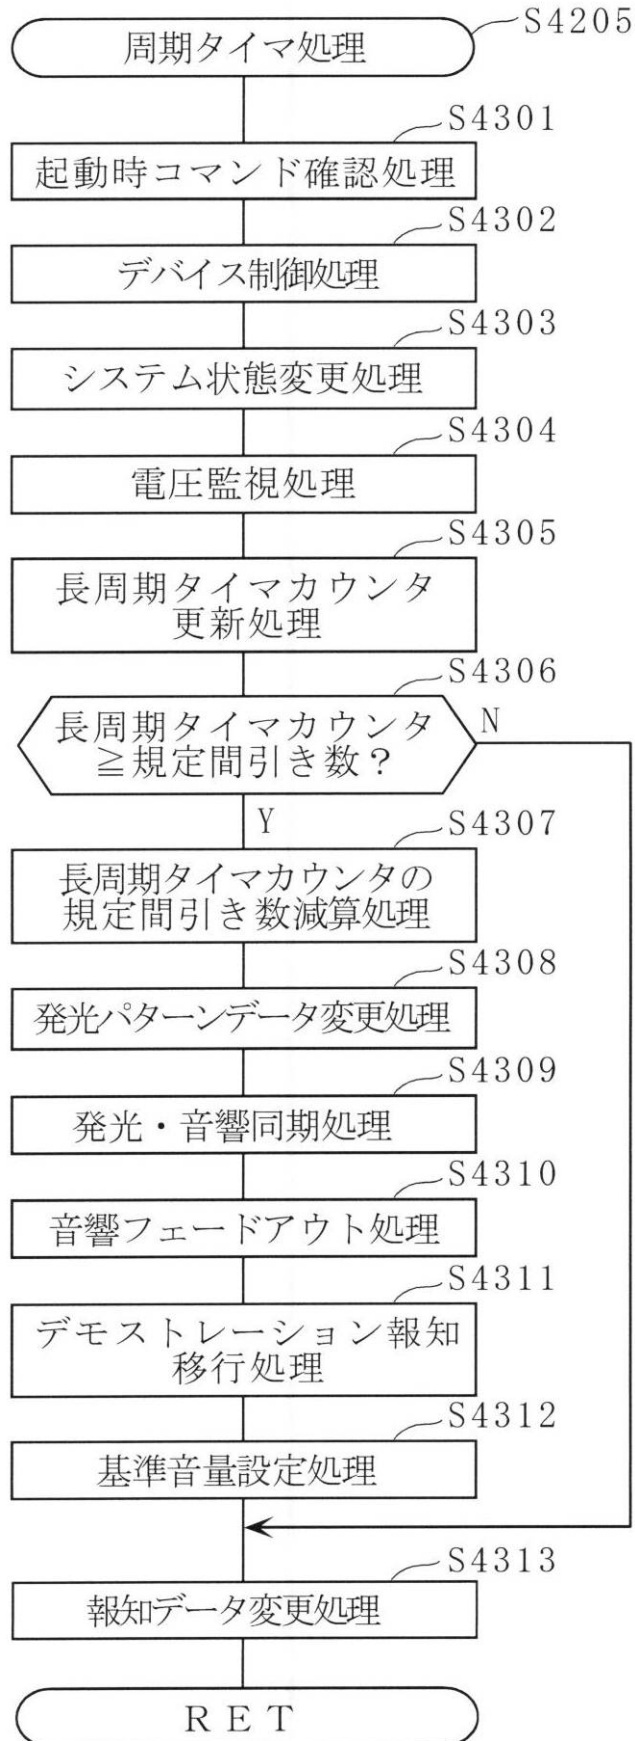 S4205
周期タイマ処理
S4301
起動時コマンド確認処理
S4302
デバイス制御処理
S4303
システム状態変更処理
S4304
電圧監視処理
S4305
長周期タイマカウンタ
更新処理
S4306
長周期タイマカウンタ
≧規定間引き数？
N
Y
S4307
長周期タイマカウンタの
規定間引き数減算処理
S4308
発光パターンデータ変更処理
S4309
発光・音響同期処理
S4310
音響フェードアウト処理
S4311
デモストレーション報知
移行処理
S4312
基準音量設定処理
S4313
報知データ変更処理
RET